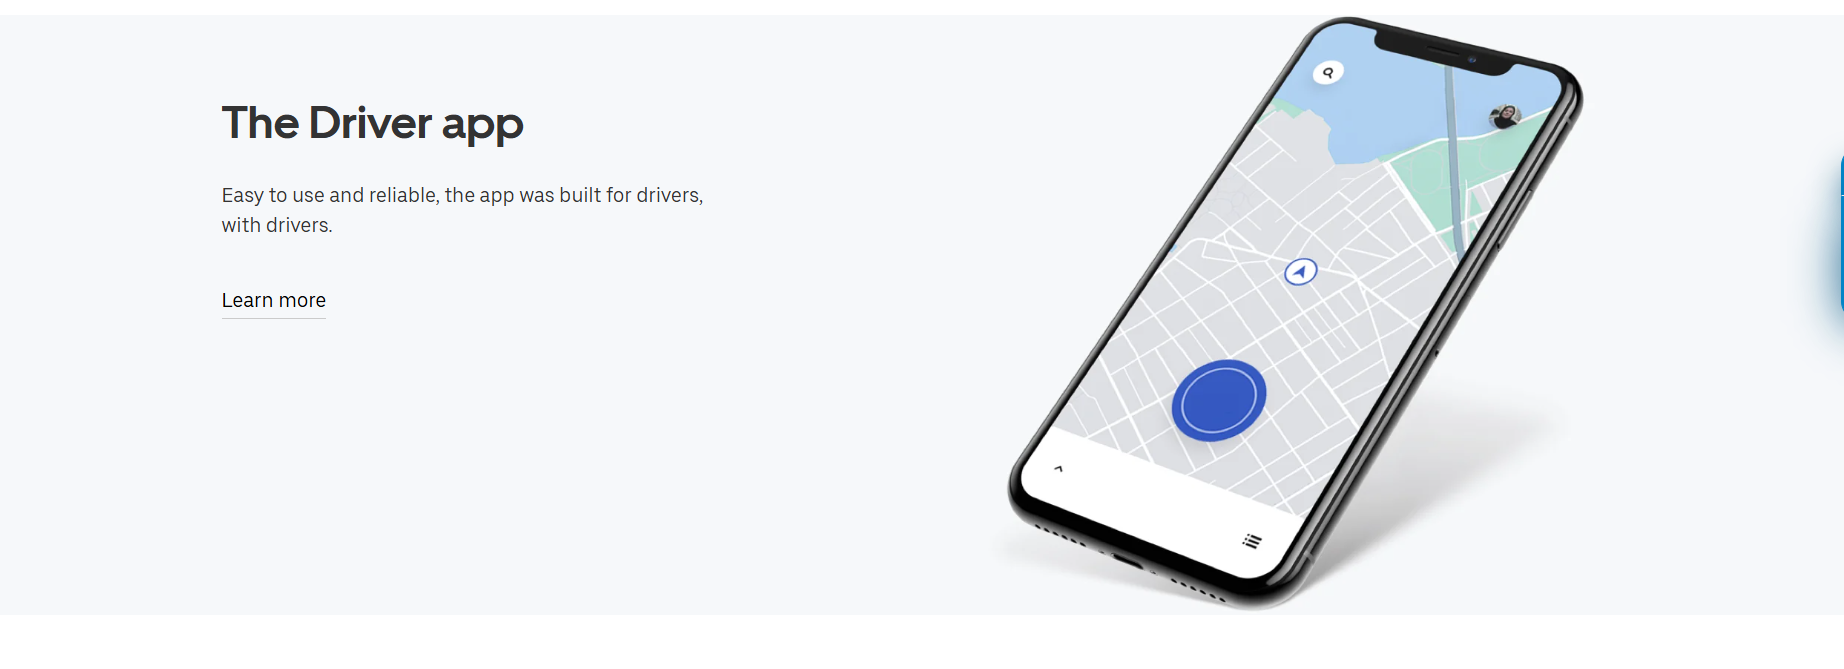 The Driver app
Easy to use and reliable, the app was built for drivers,
with drivers.
Learn more